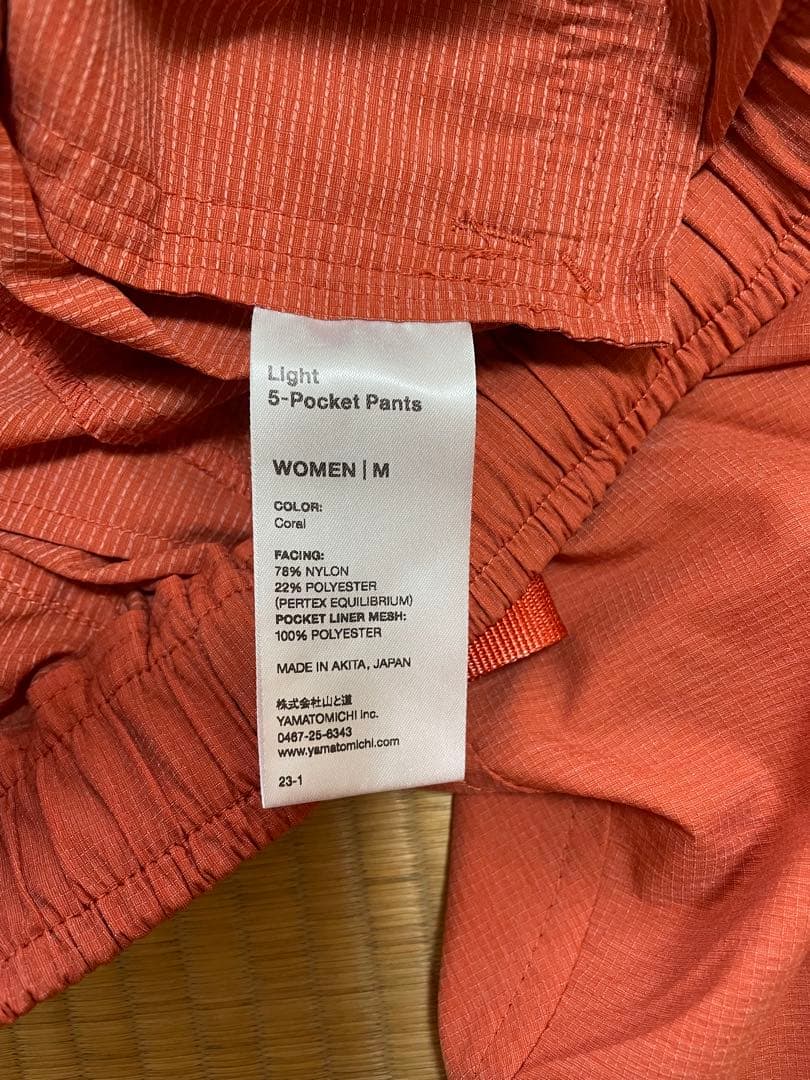 Light
5-Pocket Pants
WOMEN | M
COLOR:
Coral
FACING:
78% NYLON
22% POLYESTER
(PERTEX EQUILIBRIUM)
POCKET LINER MESH:
100% POLYESTER
MADE IN AKITA, JAPAN
株式会社山と道
YAMATOMICHI Inc.
0467-25-6343
www.yamatomichi.com
23-1